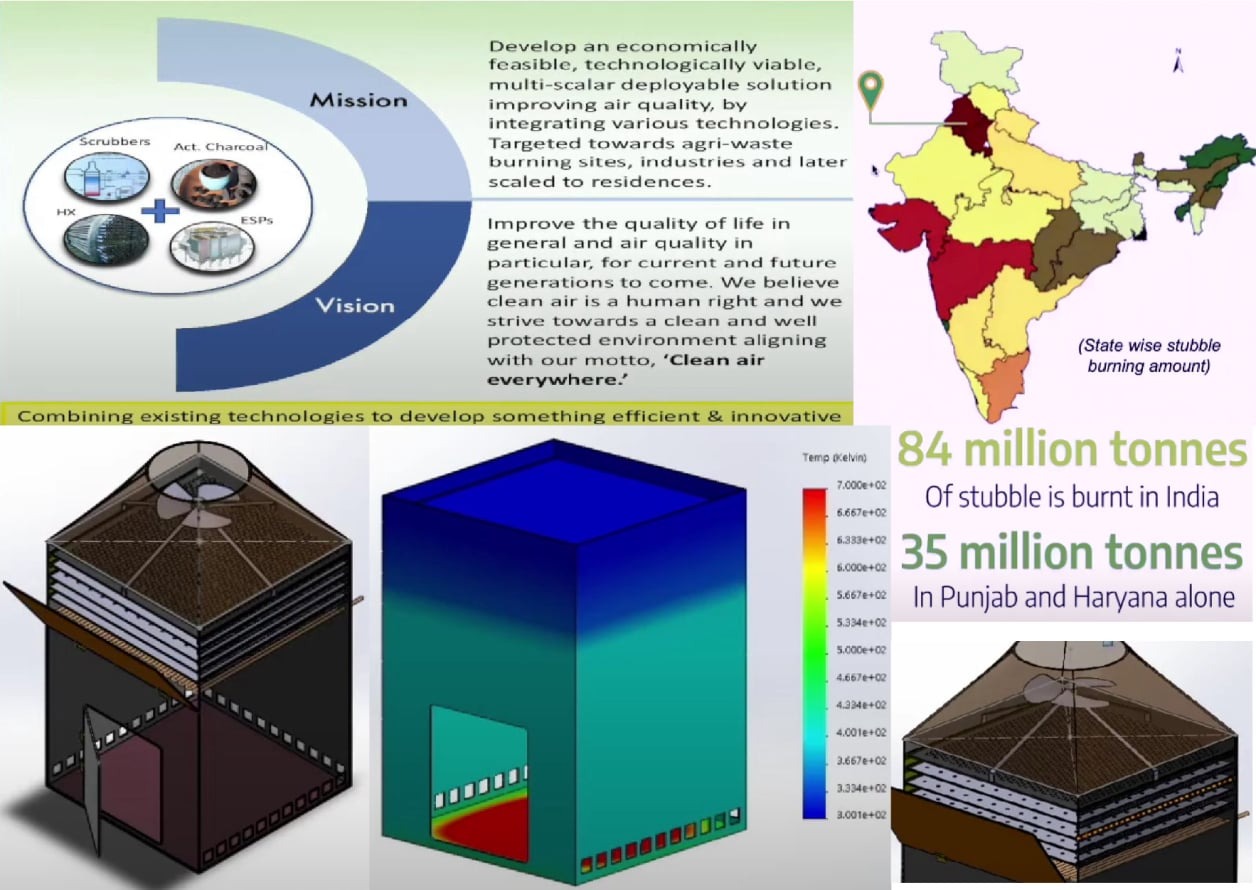 Mission
Scrubbers
Act. Charcoal
HX
ESPs
Vision
Develop an economically
feasible, technologically viable,
multi-scalar deployable solution
improving air quality, by
integrating various technologies.
Targeted towards agri-waste
burning sites, industries and later
scaled to residences.
Improve the quality of life in
general and air quality in
particular, for current and future
generations to come. We believe
clean air is a human right and we
strive towards a clean and well
protected environment aligning
with our motto, ‘Clean air
everywhere.’
Combining existing technologies to develop something efficient & innovative
N
(State wise stubble
burning amount)
84 million tonnes
Of stubble is burnt in India
35 million tonnes
In Punjab and Haryana alone
Temp (Kelvin)
7.000e+02
6.667e+02
6.333e+02
6.000e+02
5.667e+02
5.334e+02
5.000e+02
4.667e+02
4.334e+02
4.001e+02
3.667e+02
3.334e+02
3.001e+02